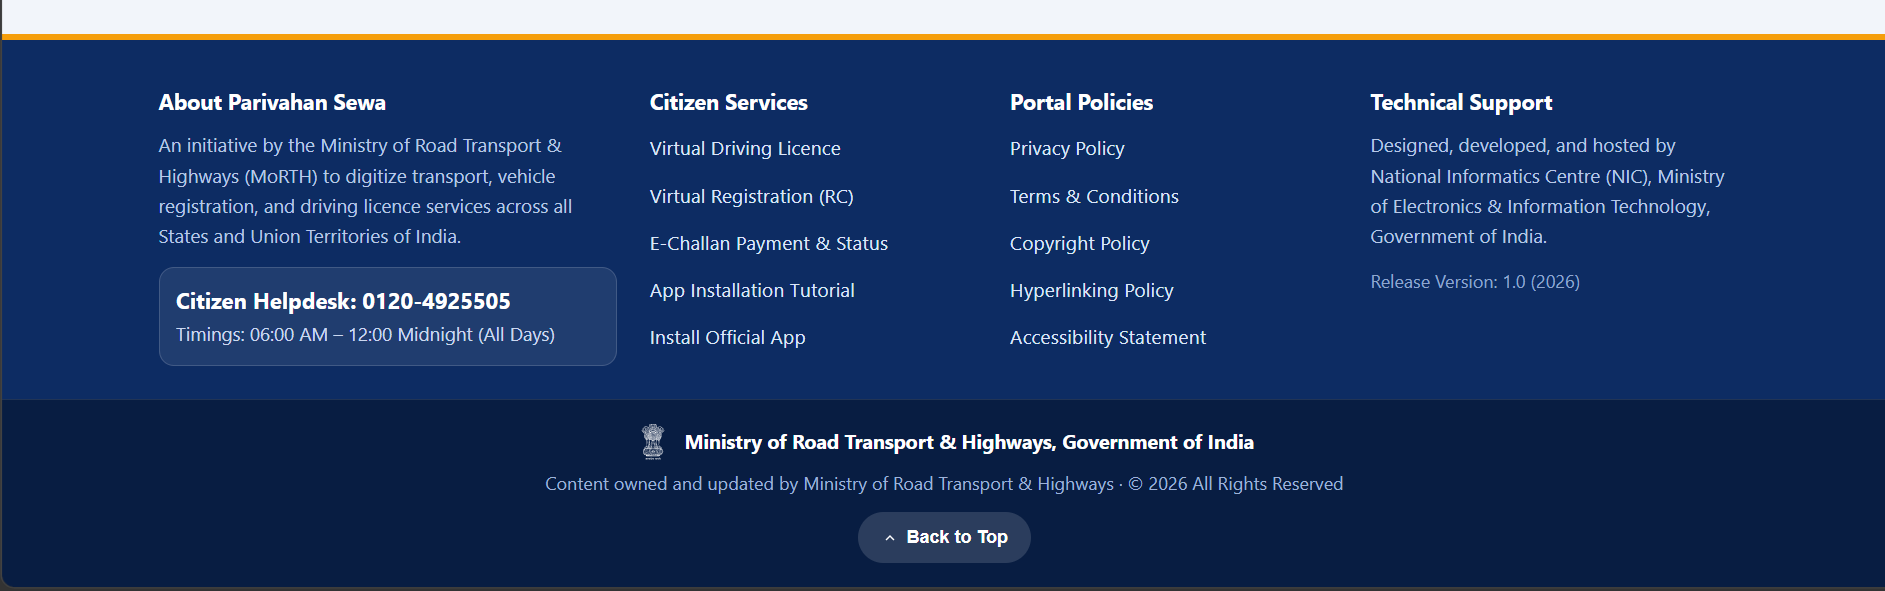 About Parivahan Sewa
An initiative by the Ministry of Road Transport &
Highways (MoRTH) to digitize transport, vehicle
registration, and driving licence services across all
States and Union Territories of India.
Citizen Helpdesk: 0120-4925505
Timings: 06:00 AM – 12:00 Midnight (All Days)
Citizen Services
Virtual Driving Licence
Virtual Registration (RC)
E-Challan Payment & Status
App Installation Tutorial
Install Official App
Portal Policies
Privacy Policy
Terms & Conditions
Copyright Policy
Hyperlinking Policy
Accessibility Statement
Technical Support
Designed, developed, and hosted by
National Informatics Centre (NIC), Ministry
of Electronics & Information Technology,
Government of India.
Release Version: 1.0 (2026)
Ministry of Road Transport & Highways, Government of India
Content owned and updated by Ministry of Road Transport & Highways · © 2026 All Rights Reserved
Back to Top